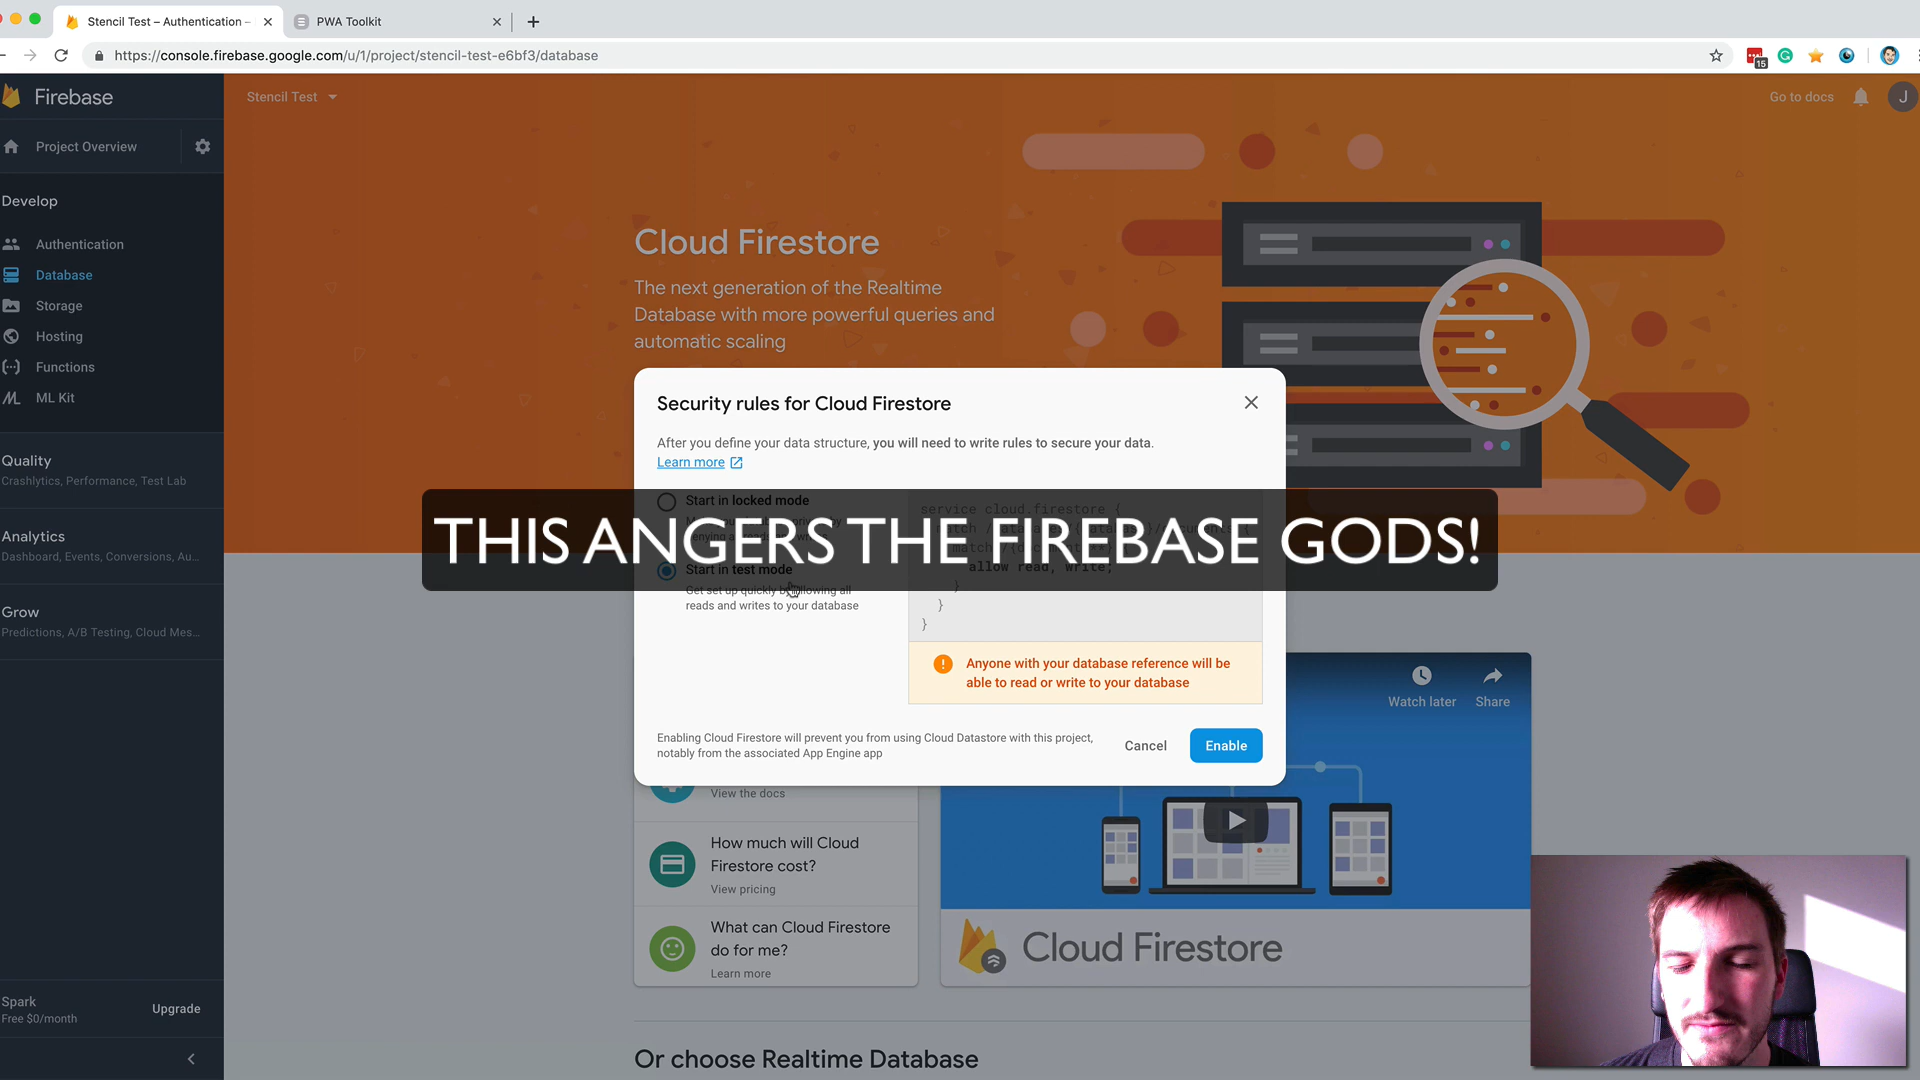 Stencil Test – Authentication –
PWA Toolkit
https://console.firebase.google.com/u/1/project/stencil-test-e6bf3/database
15
Firebase
Stencil Test
Go to docs
J
Project Overview
Develop
Authentication
Database
Storage
Hosting
Functions
ML Kit
Quality
Crashlytics, Performance, Test Lab
Analytics
Dashboard, Events, Conversions, Au...
Grow
Predictions, A/B Testing, Cloud Mes...
Spark
Free $0/month
Upgrade
Cloud Firestore
The next generation of the Realtime
Database with more powerful queries and
automatic scaling
Security rules for Cloud Firestore
After you define your data structure, you will need to write rules to secure your data.
Learn more
Start in locked mode
service cloud.firestore {
THIS ANGERS THE FIREBASE GODS!
Start in test mode
allow read, write;
Get set up quickly by allowing all
reads and writes to your database
}
}
}
Anyone with your database reference will be
able to read or write to your database
Enabling Cloud Firestore will prevent you from using Cloud Datastore with this project,
notably from the associated App Engine app
Cancel
Enable
View the docs
How much will Cloud
Firestore cost?
View pricing
What can Cloud Firestore
do for me?
Learn more
Watch later
Share
Cloud Firestore
Or choose Realtime Database